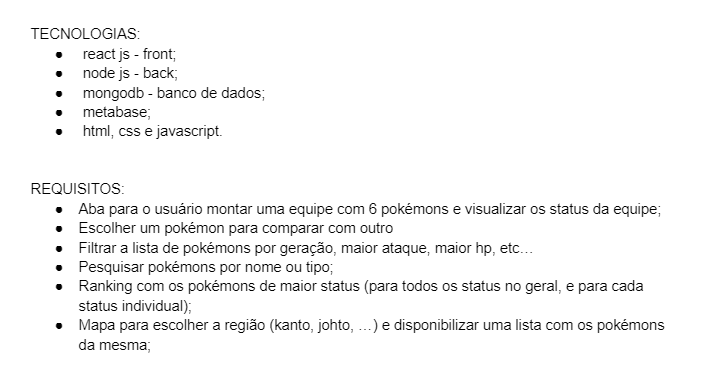 TECNOLOGIAS:
● react js - front;
● node js - back;
● mongodb - banco de dados;
● metabase;
● html, css e javascript.
REQUISITOS:
● Aba para o usuário montar uma equipe com 6 pokémons e visualizar os status da equipe;
● Escolher um pokémon para comparar com outro
● Filtrar a lista de pokémons por geração, maior ataque, maior hp, etc…
● Pesquisar pokémons por nome ou tipo;
● Ranking com os pokémons de maior status (para todos os status no geral, e para cada
status individual);
● Mapa para escolher a região (kanto, johto, …) e disponibilizar uma lista com os pokémons
da mesma;